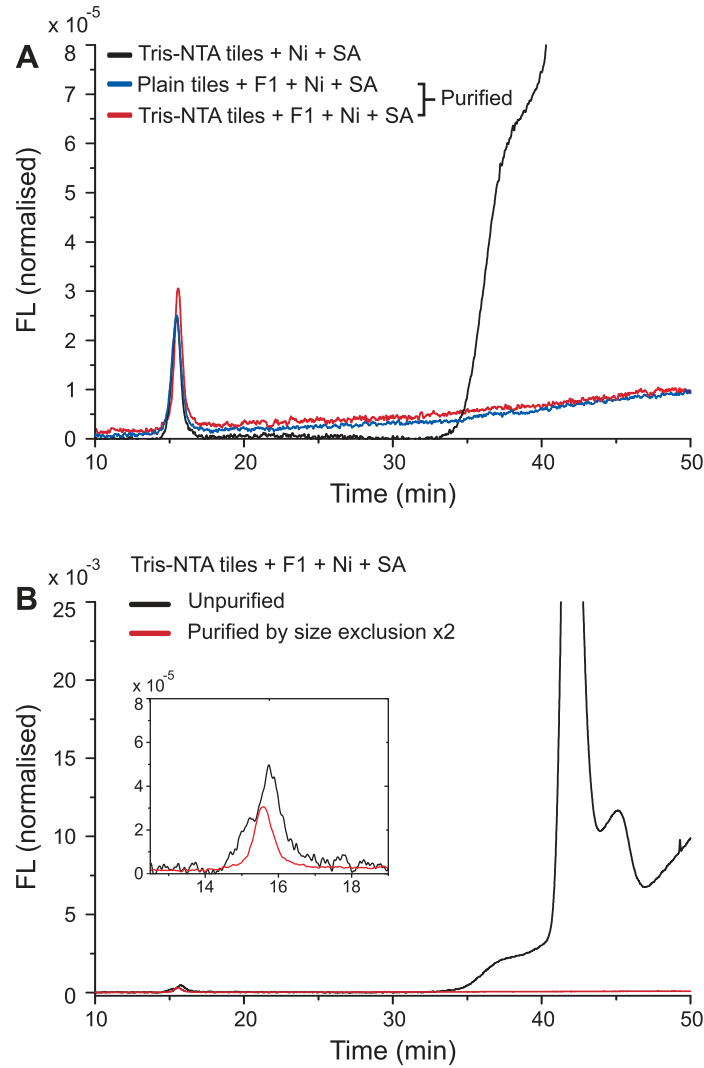 x 10-5
A
Tris-NTA tiles + Ni + SA
Plain tiles + F1 + Ni + SA
Purified
Tris-NTA tiles + F1 + Ni + SA
FL (normalised)
8
7
6
5
4
3
2
1
0
10 20 30 40 50
Time (min)
x 10-3
Tris-NTA tiles + F1 + Ni + SA
B
Unpurified
Purified by size exclusion x2
FL (normalised)
25
20
15
10
5
0
x 10-5
8
6
4
2
0
14 16 18
10 20 30 40 50
Time (min)